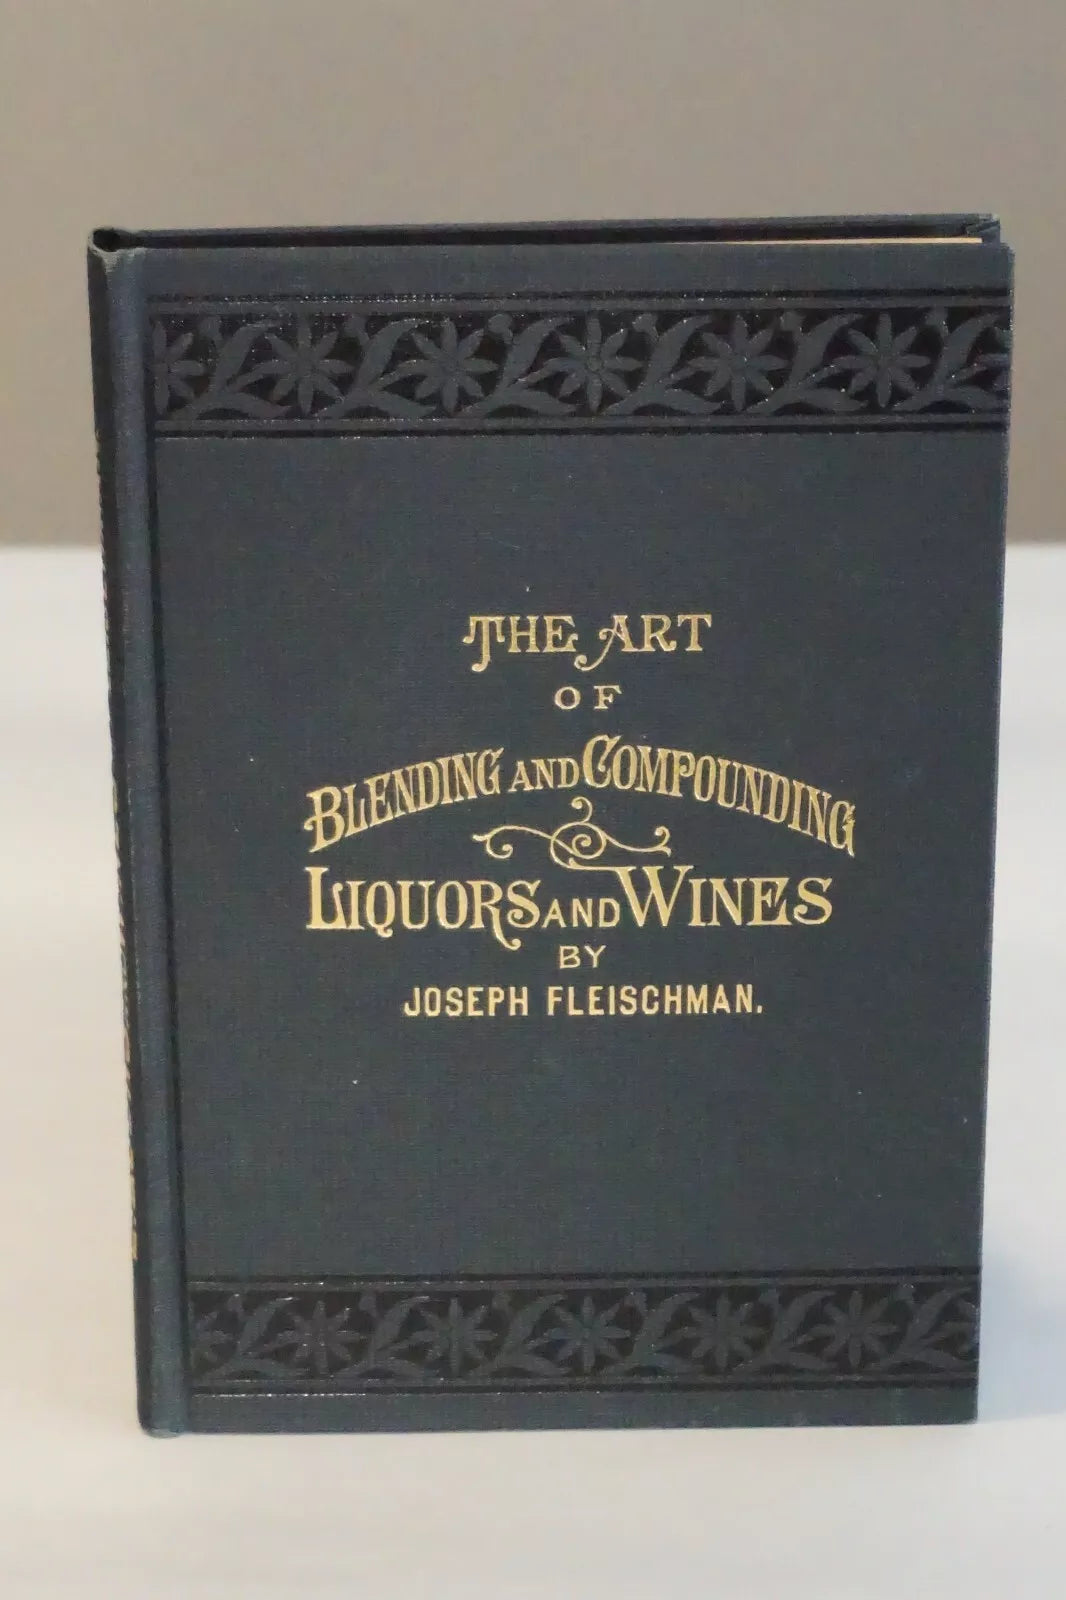 THE ART
OF
BLENDING AND COMPOUNDING
LIQUORS AND WINES
BY
JOSEPH FLEISCHMAN.